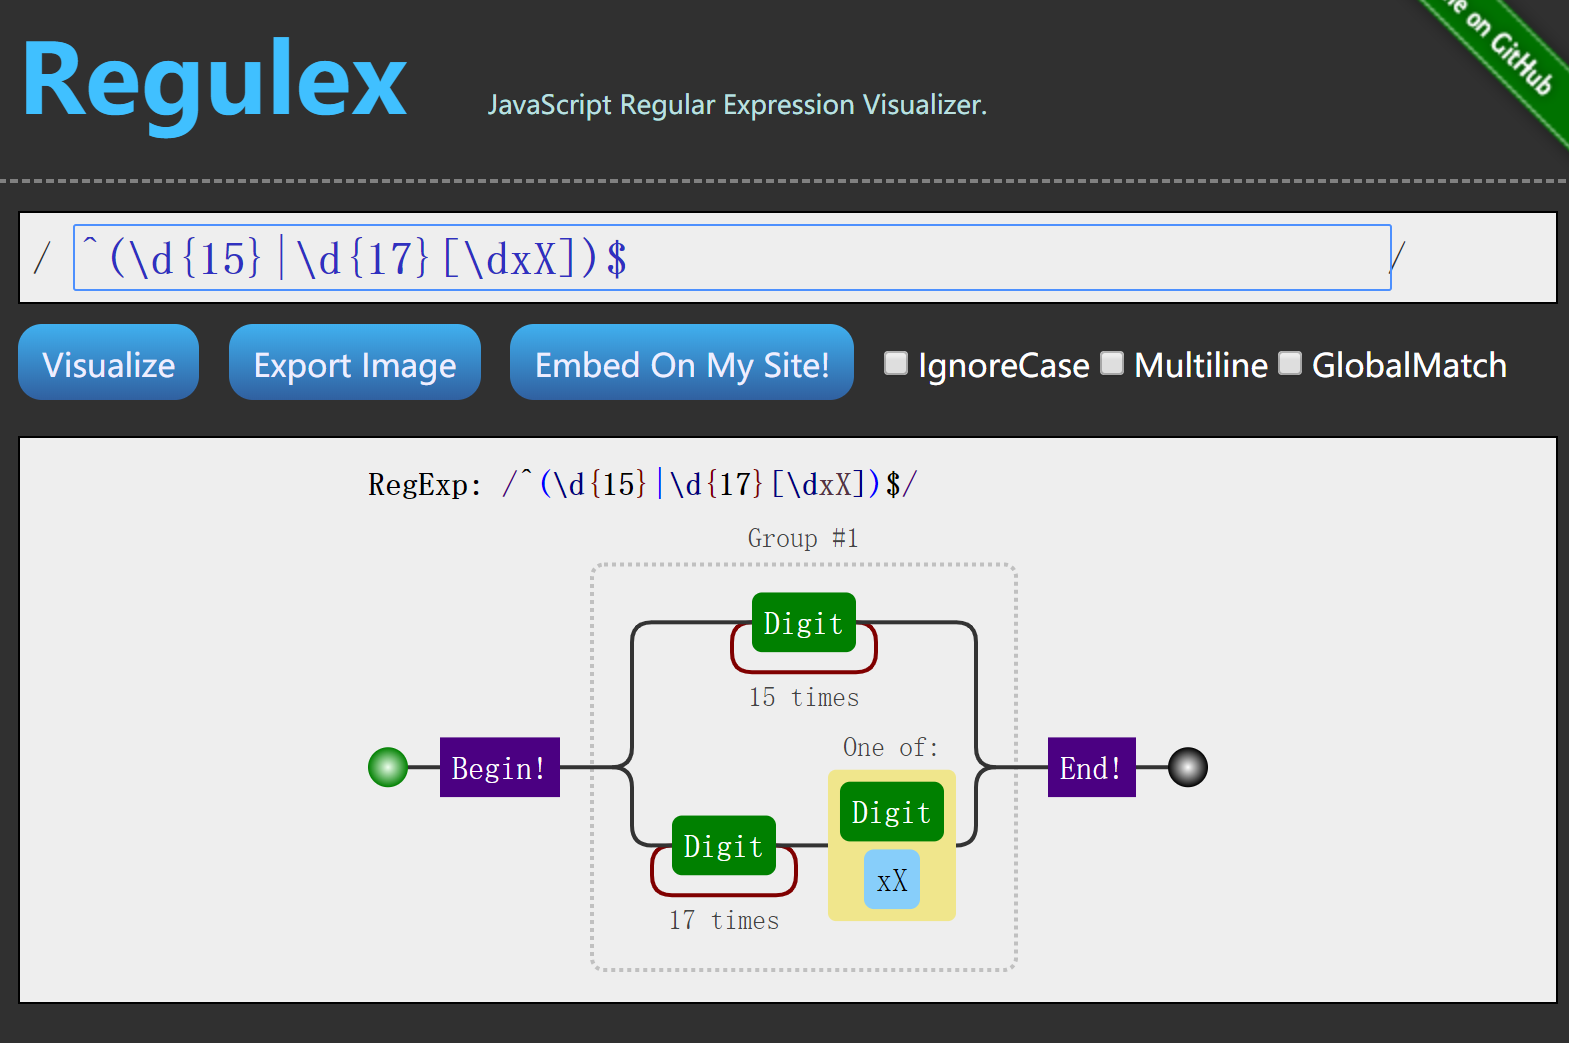 Regulex
JavaScript Regular Expression Visualizer.
on GitHub
/ ^(\d{15}|\d{17}[\dxX])$ /
Visualize Export Image Embed On My Site! IgnoreCase Multiline GlobalMatch
RegExp: /^(\d{15}|\d{17}[\dxX])$/
Group #1
Digit
15 times
One of:
Begin!
End!
Digit
Digit
xX
17 times